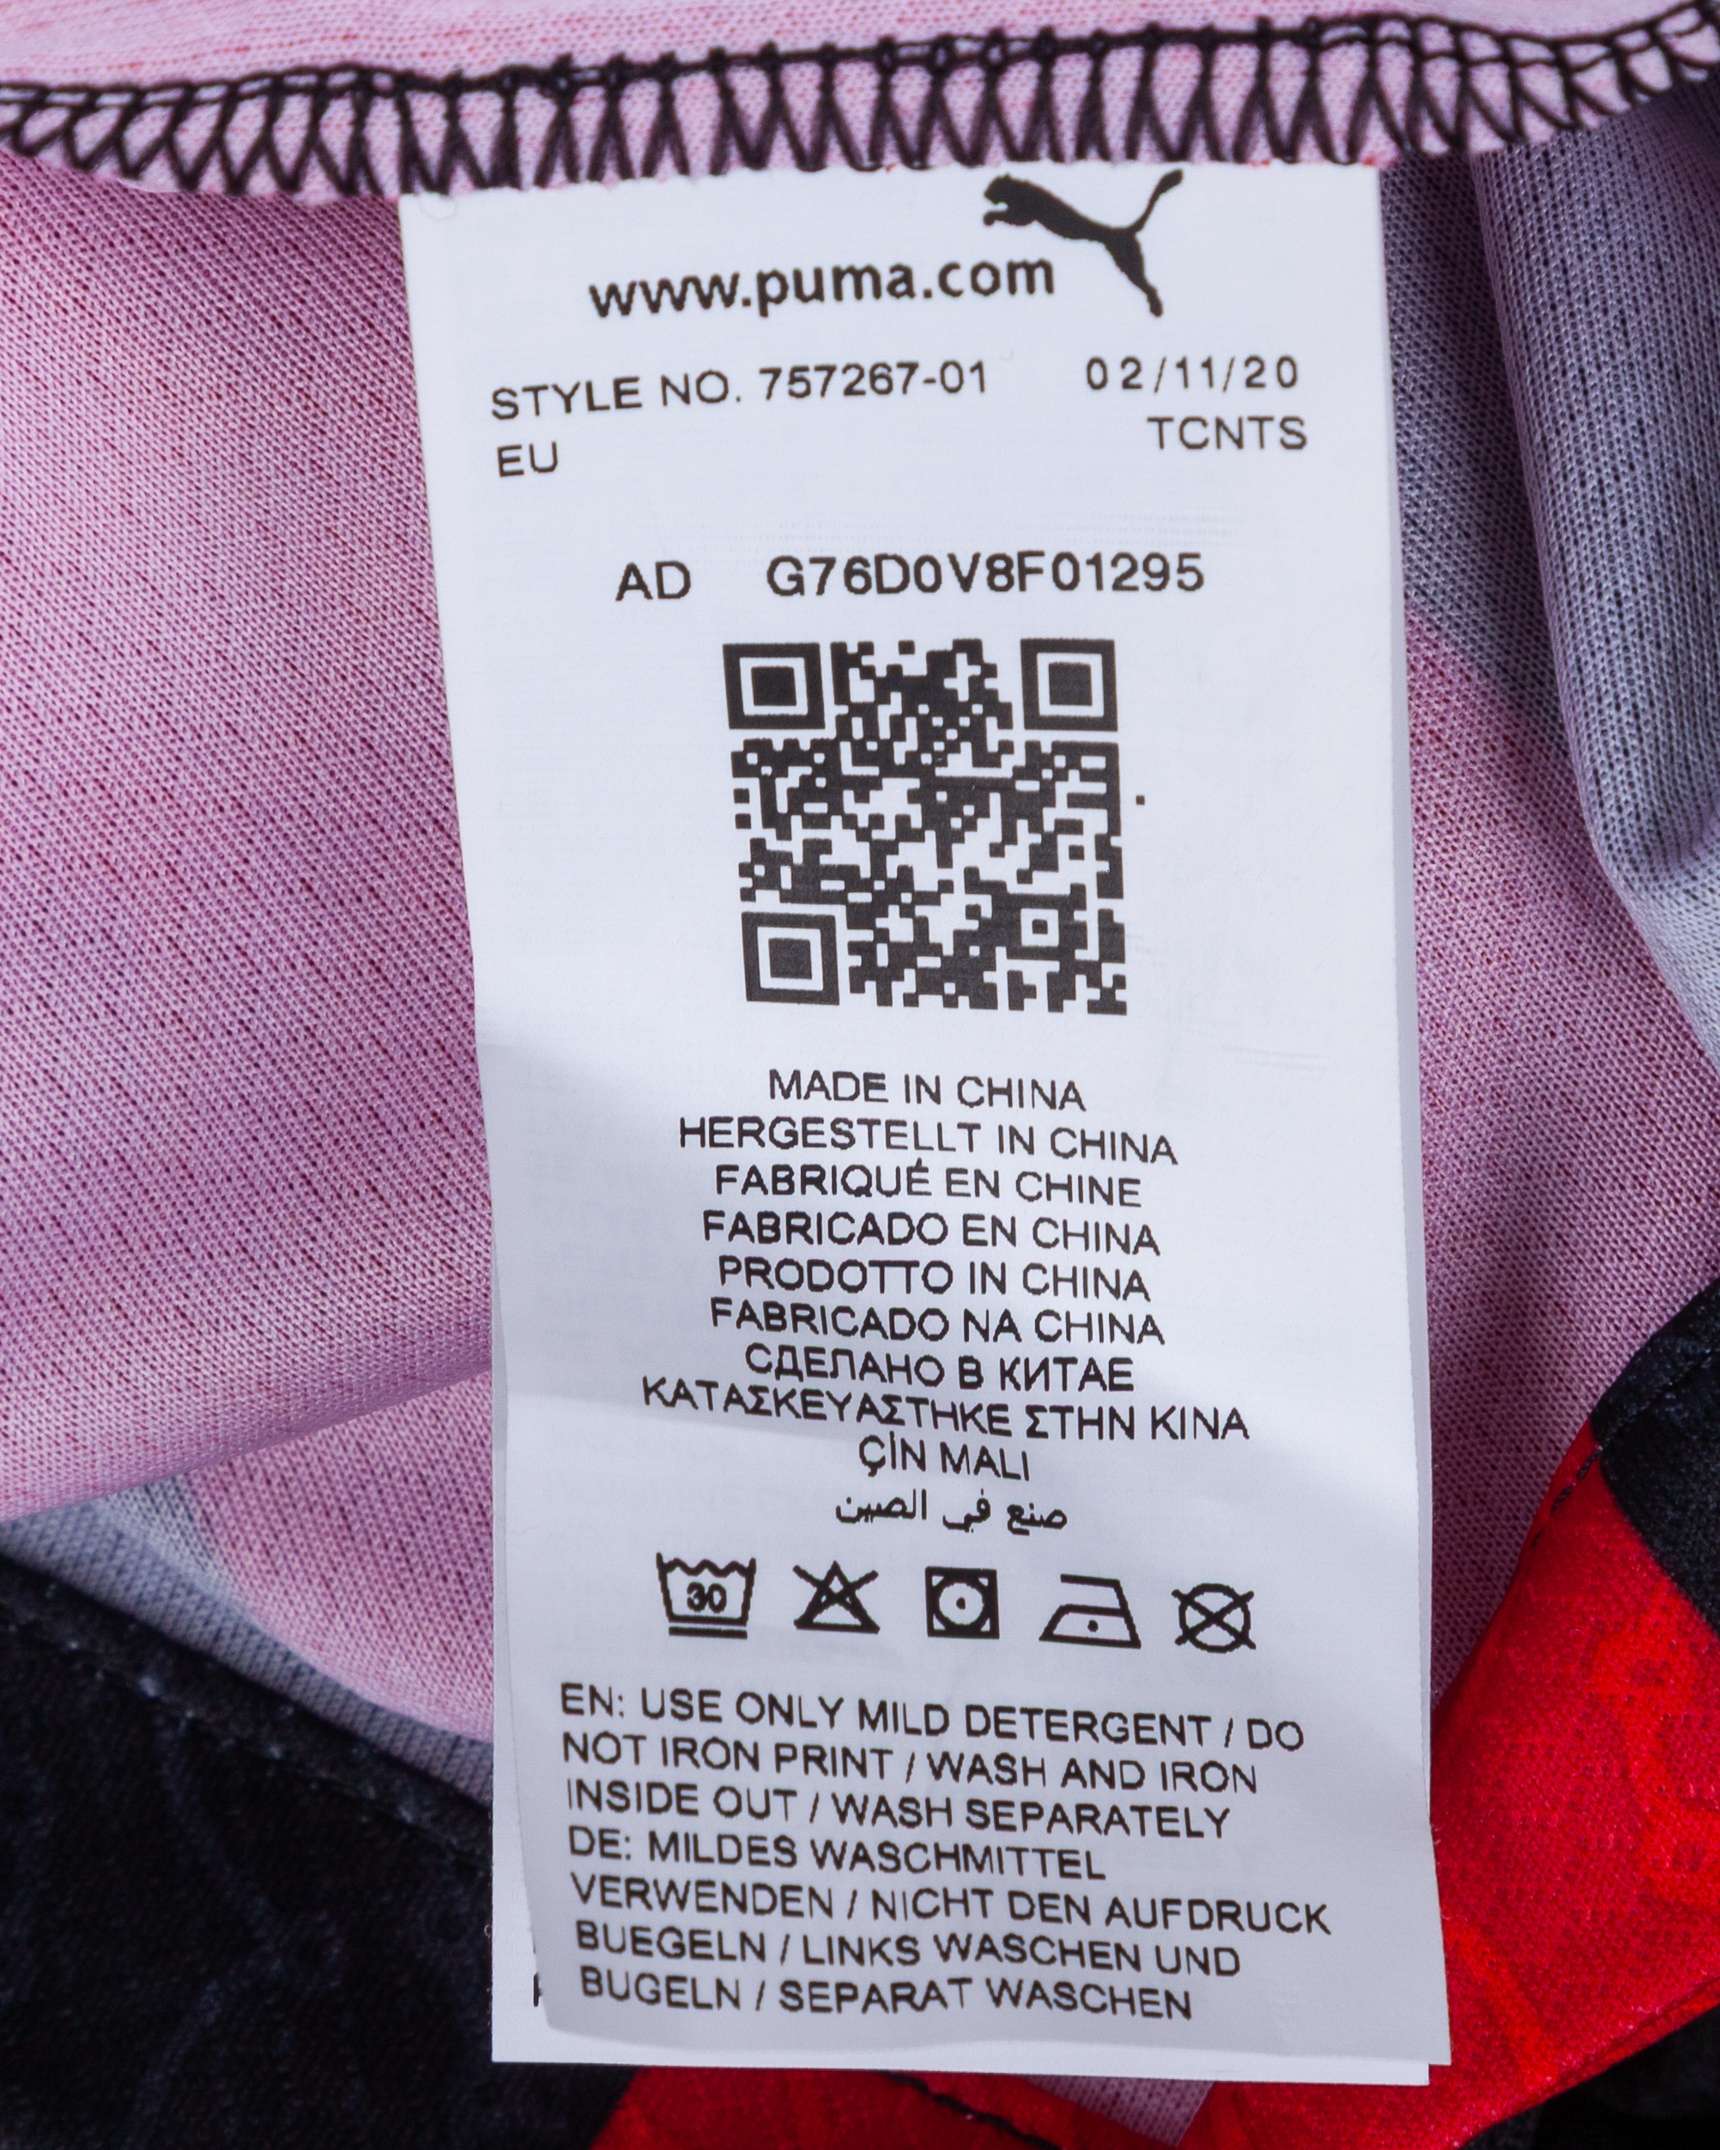 www.puma.com
STYLE NO. 757267-01 02/11/20
EU TCNTS
AD G76D0V8F01295
MADE IN CHINA
HERGESTELLT IN CHINA
FABRIQUÉ EN CHINE
FABRICADO EN CHINA
PRODOTTO IN CHINA
FABRICADO NA CHINA
СДЕЛАНО В КИТАЕ
ΚΑΤΑΣΚΕΥΑΣΤΗΚΕ ΣΤΗΝ ΚΙΝΑ
ÇİN MALI
صنع في الصين
30
EN: USE ONLY MILD DETERGENT / DO
NOT IRON PRINT / WASH AND IRON
INSIDE OUT / WASH SEPARATELY
DE: MILDES WASCHMITTEL
VERWENDEN / NICHT DEN AUFDRUCK
BUEGELN / LINKS WASCHEN UND
BUGELN / SEPARAT WASCHEN